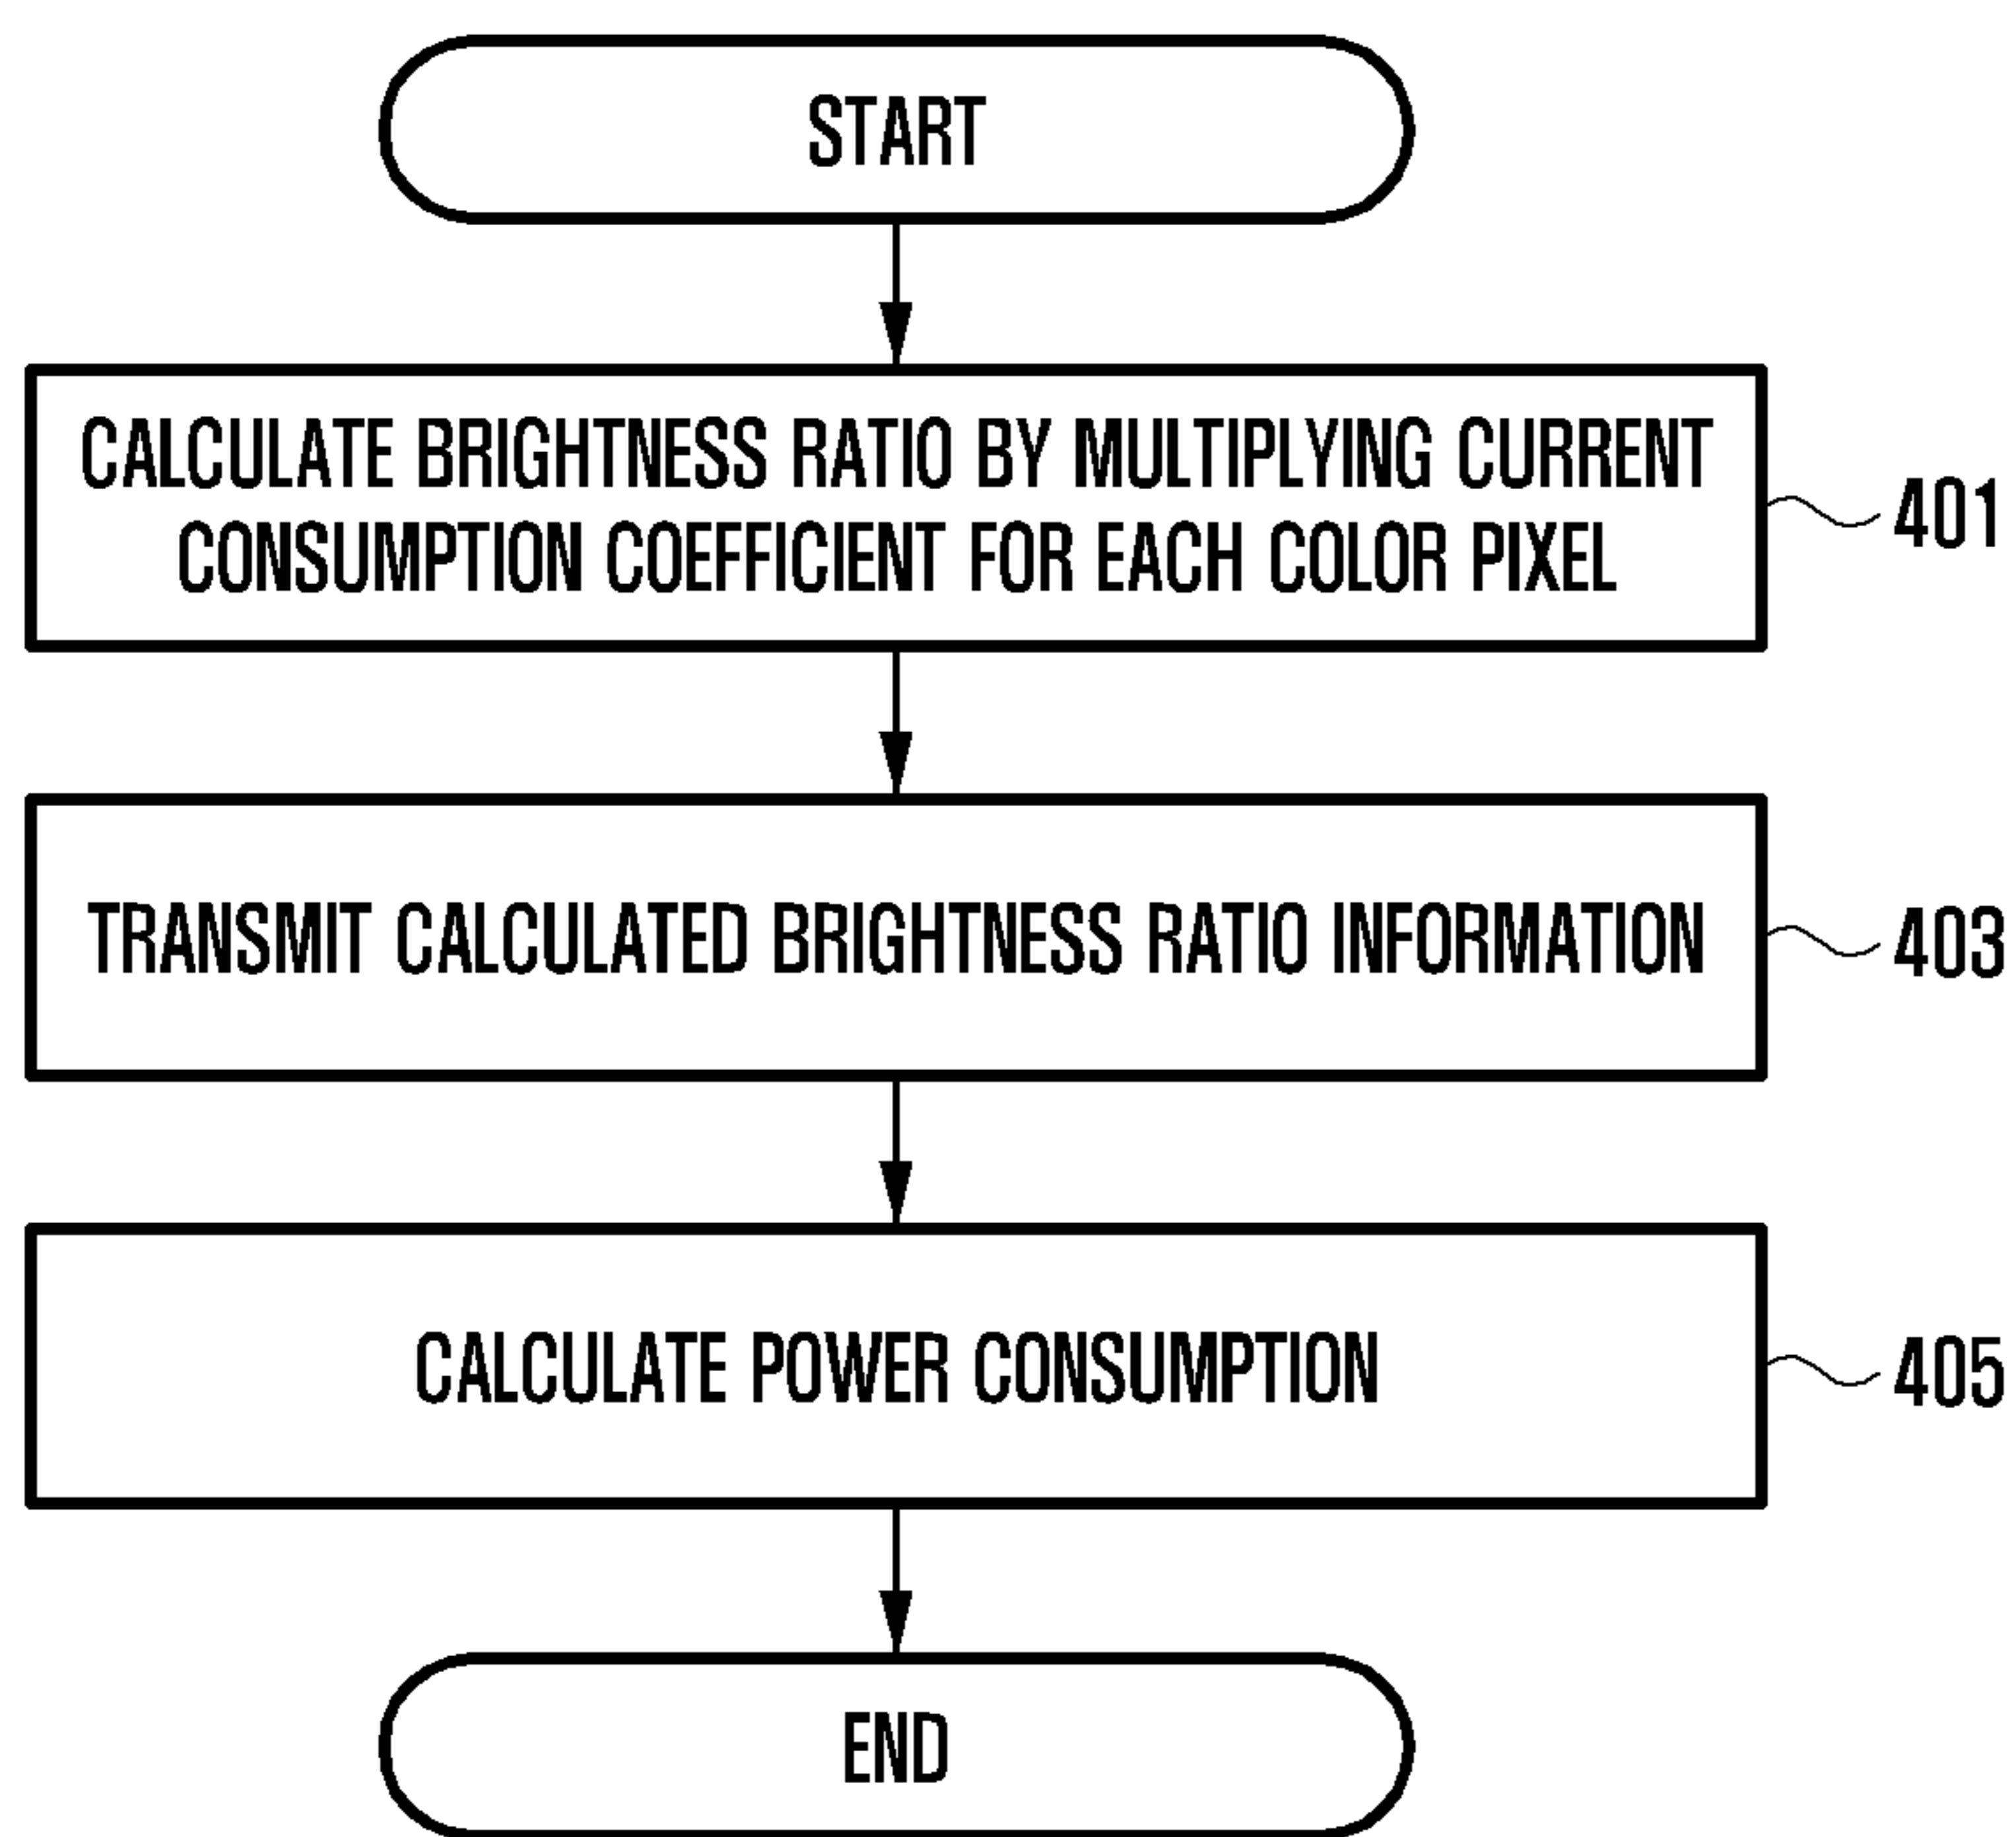 START
CALCULATE BRIGHTNESS RATIO BY MULTIPLYING CURRENT
CONSUMPTION COEFFICIENT FOR EACH COLOR PIXEL
401
TRANSMIT CALCULATED BRIGHTNESS RATIO INFORMATION
403
CALCULATE POWER CONSUMPTION
405
END